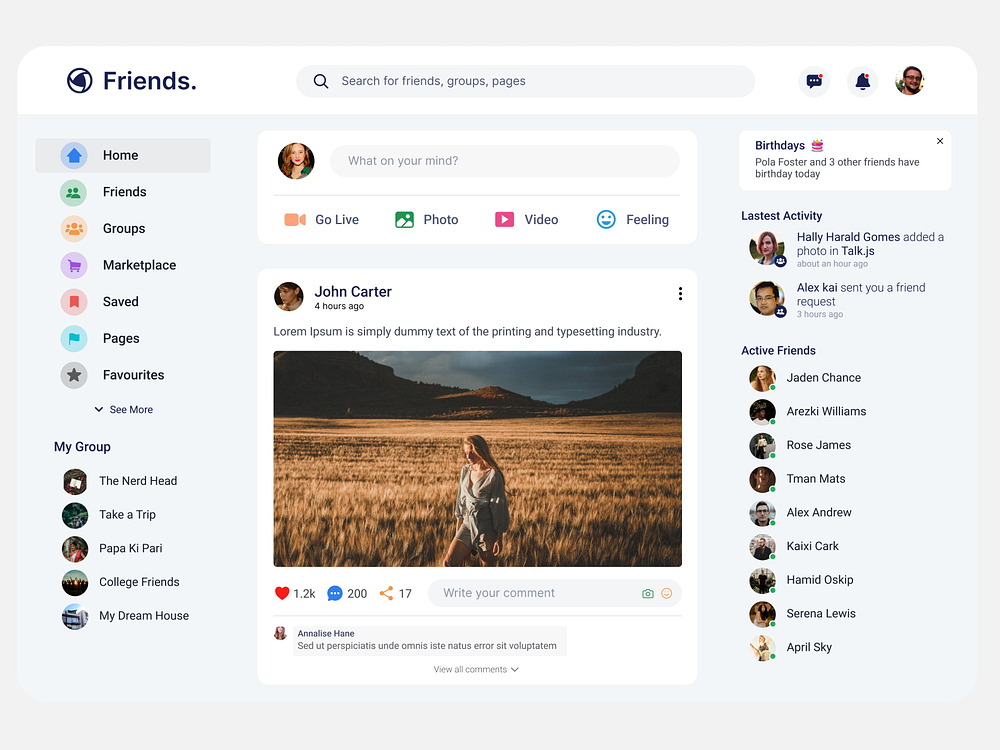 Friends.
Search for friends, groups, pages
Home
Friends
Groups
Marketplace
Saved
Pages
Favourites
See More
My Group
The Nerd Head
Take a Trip
Papa Ki Pari
College Friends
My Dream House
What on your mind?
Go Live
Photo
Video
Feeling
John Carter
4 hours ago
Lorem Ipsum is simply dummy text of the printing and typesetting industry.
1.2k
200
17
Write your comment
Annalise Hane
Sed ut perspiciatis unde omnis iste natus error sit voluptatem
View all comments
Birthdays
Pola Foster and 3 other friends have
birthday today
Lastest Activity
Hally Harald Gomes added a
photo in Talk.js
about an hour ago
Alex kai sent you a friend
request
3 hours ago
Active Friends
Jaden Chance
Arezki Williams
Rose James
Tman Mats
Alex Andrew
Kaixi Cark
Hamid Oskip
Serena Lewis
April Sky